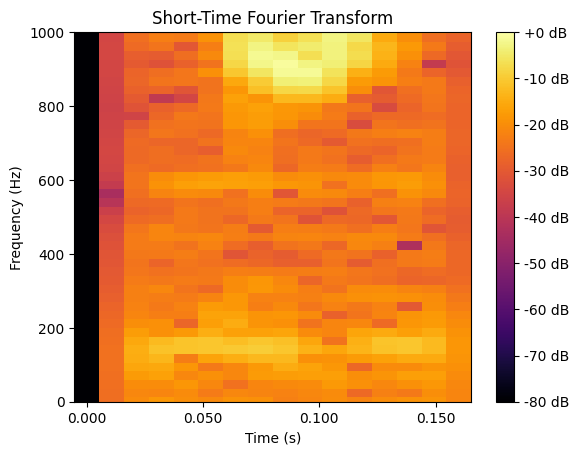 Short-Time Fourier Transform
1000
800
600
400
200
0
Frequency (Hz)
0.000
0.050
0.100
0.150
Time (s)
+0 dB
-10 dB
-20 dB
-30 dB
-40 dB
-50 dB
-60 dB
-70 dB
-80 dB